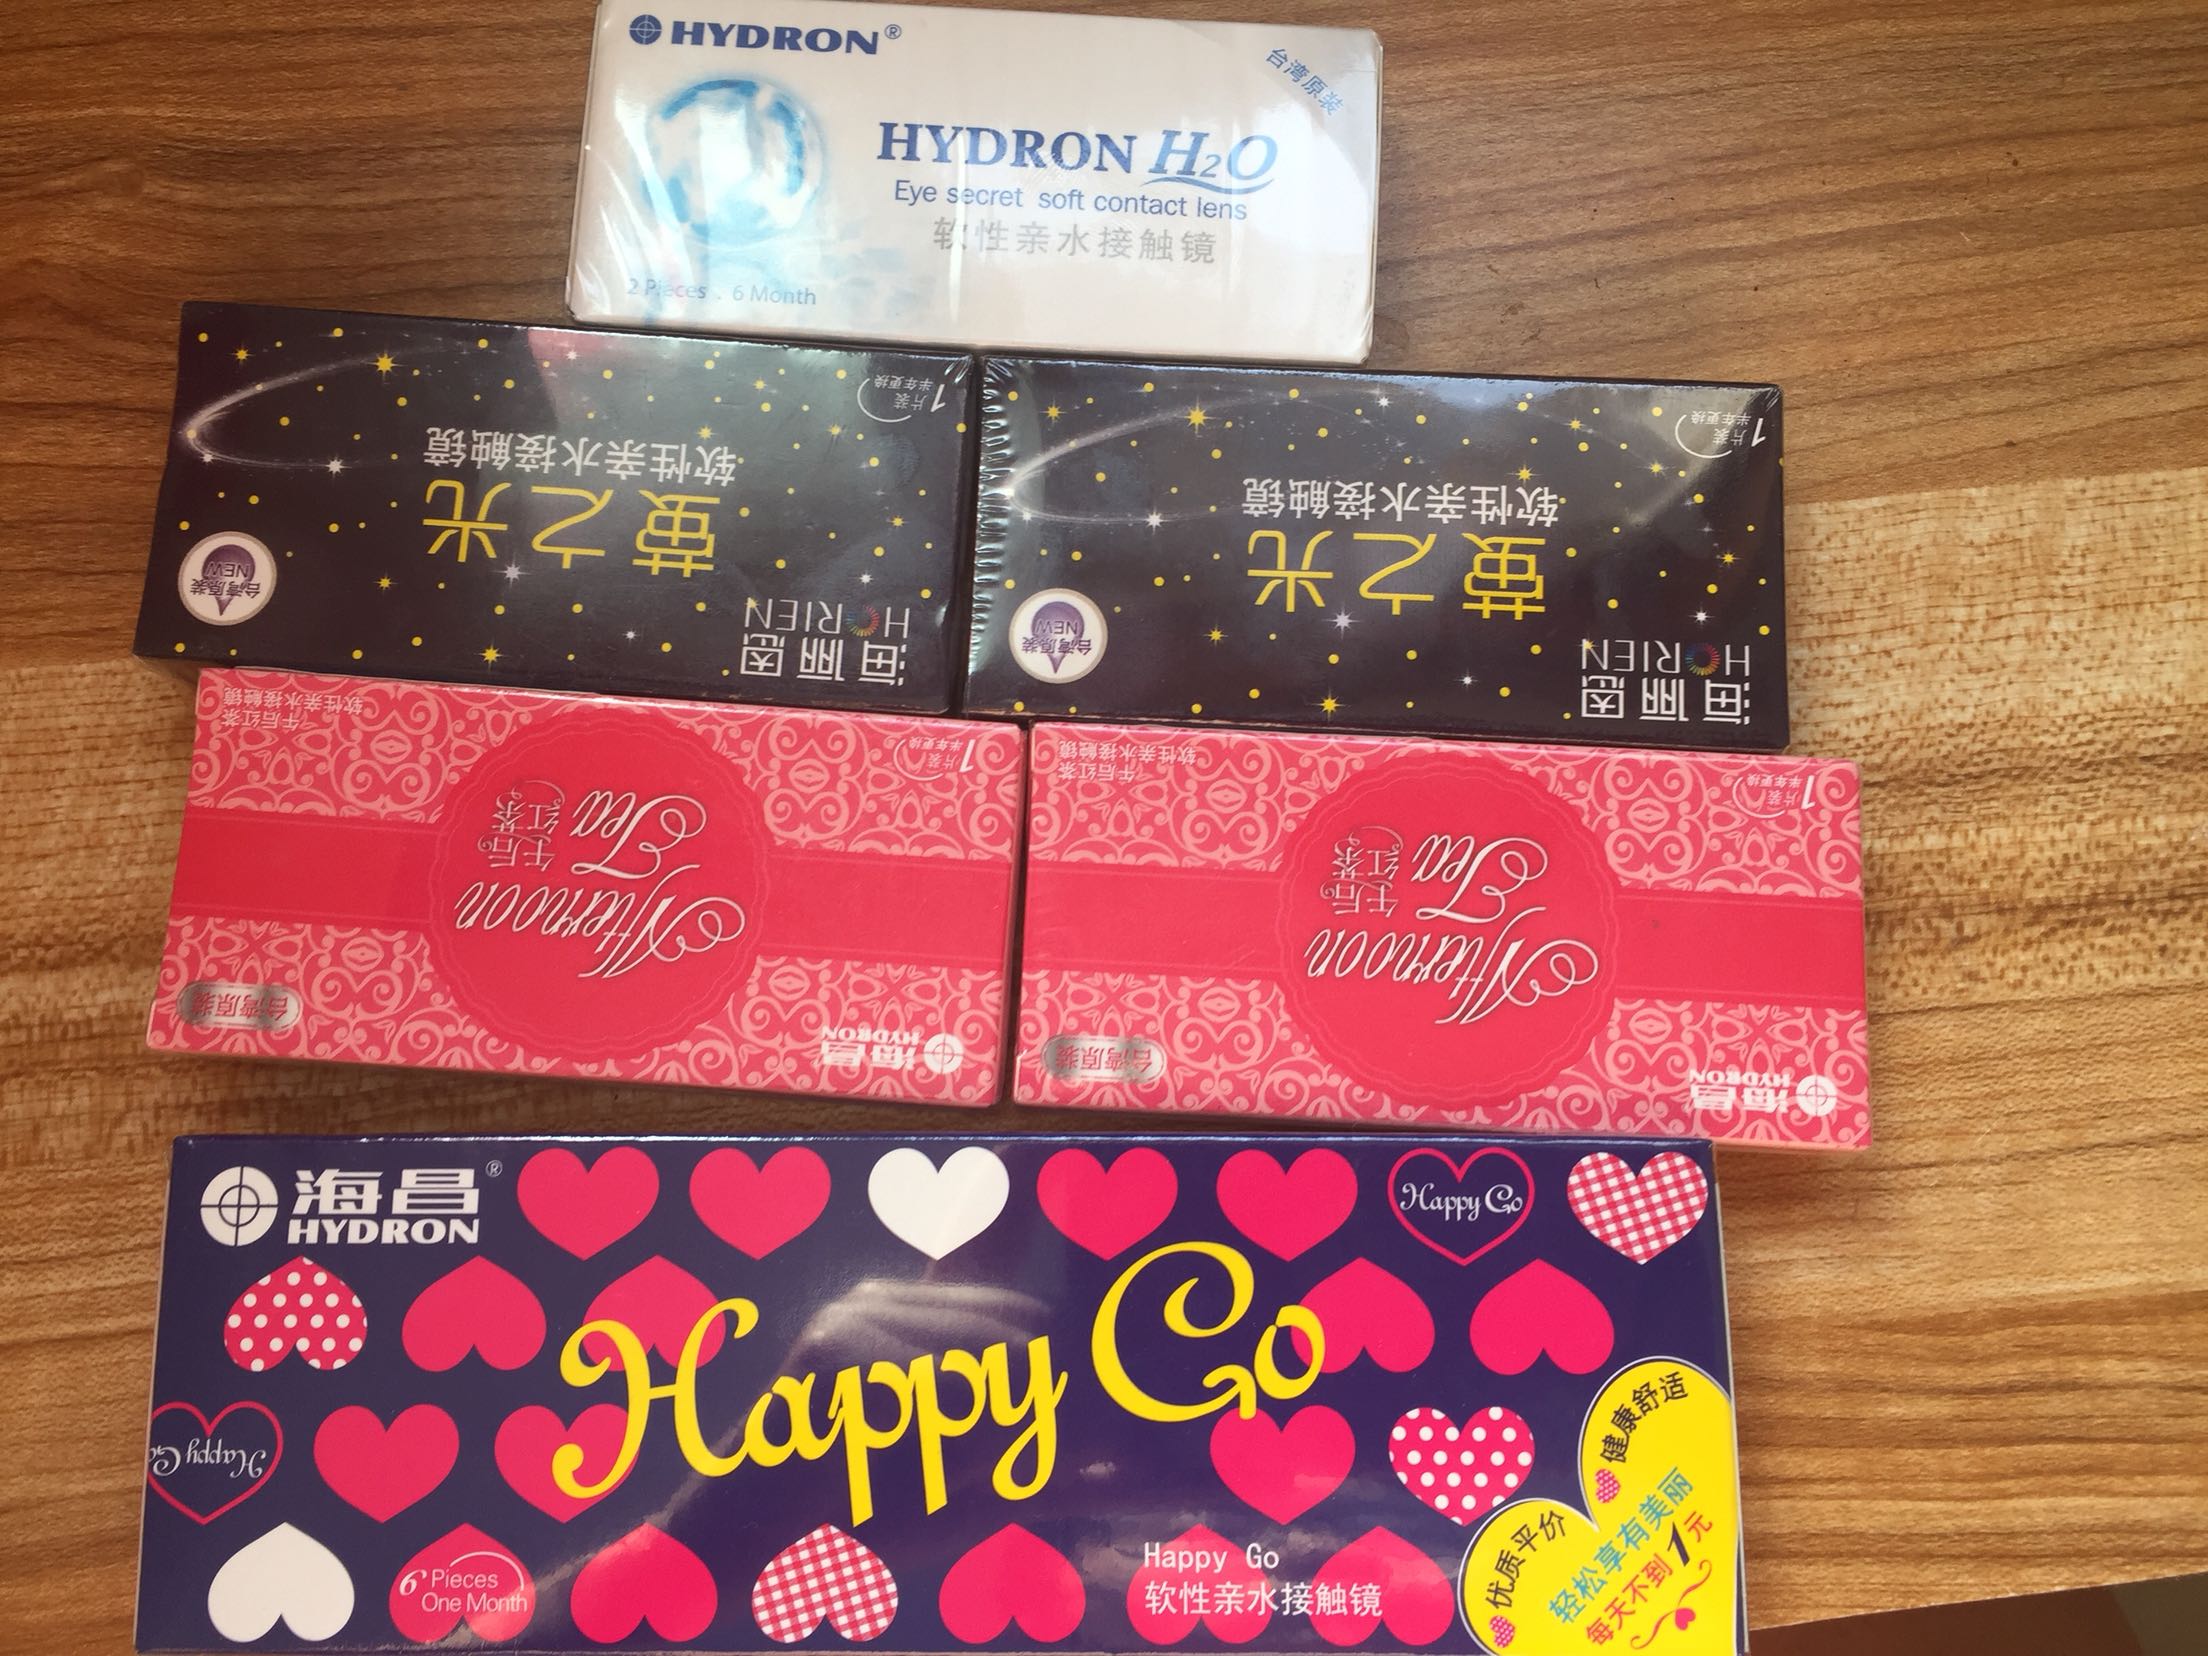 HYDRON®
台湾原装
HYDRON H2O
Eye secret soft contact lens
软性亲水接触镜
2 Pieces . 6 Month
海俪恩
HORIEN
台湾原装
NEW
萤之光
软性亲水接触镜
1片装
半年更换
海俪恩
HORIEN
台湾原装
NEW
萤之光
软性亲水接触镜
1片装
半年更换
海昌
HYDRON
台湾原装
Afternoon
Tea
午后
红茶
1片装
半年更换
午后红茶
软性亲水接触镜
海昌
HYDRON
台湾原装
Afternoon
Tea
午后
红茶
1片装
半年更换
午后红茶
软性亲水接触镜
海昌®
HYDRON
Happy Go
Happy Go
Happy Go
健康舒适
优质平价
轻松享有美丽
每天不到1元
6 Pieces
One Month
Happy Go
软性亲水接触镜